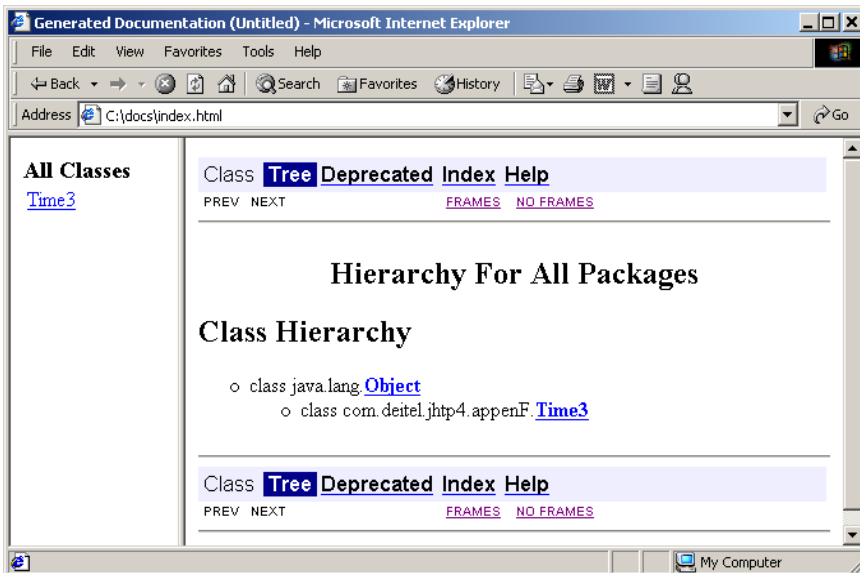 Generated Documentation (Untitled) - Microsoft Internet Explorer
File Edit View Favorites Tools Help
Back Search Favorites History
Address C:\docs\index.html Go
All Classes
Time3
Class Tree Deprecated Index Help
PREV NEXT FRAMES NO FRAMES
Hierarchy For All Packages
Class Hierarchy
class java.lang.Object
class com.deitel.jhtp4.appenF.Time3
Class Tree Deprecated Index Help
PREV NEXT FRAMES NO FRAMES
My Computer